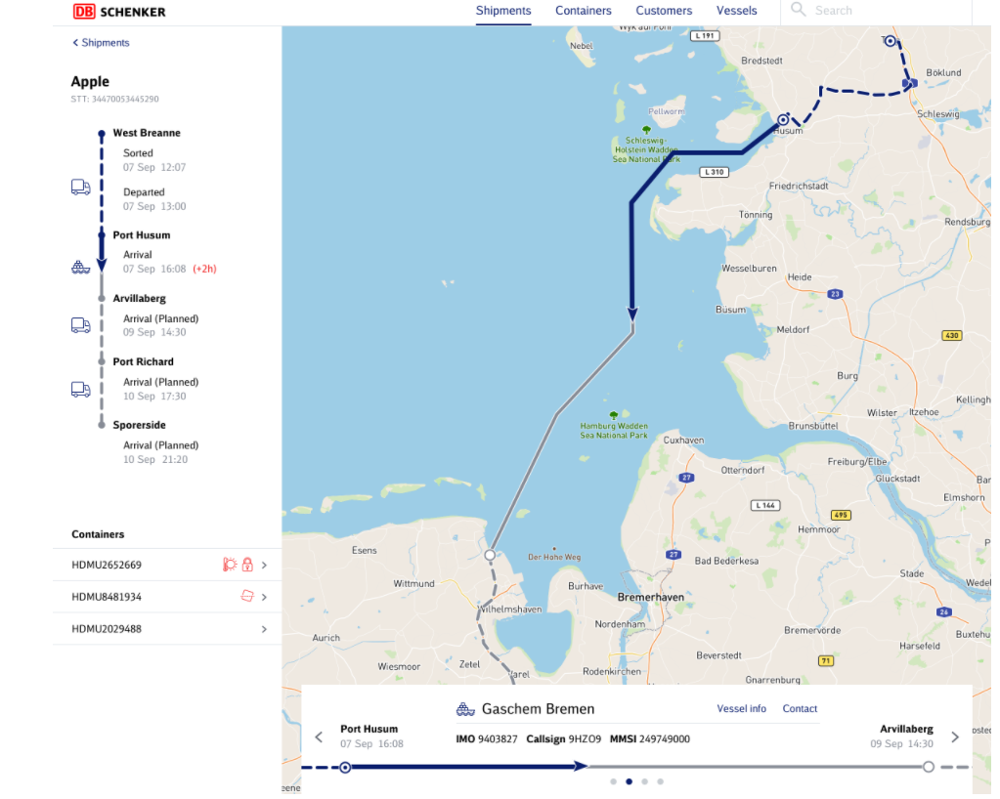 DB SCHENKER
Shipments Containers Customers Vessels Search
< Shipments
Apple
STT: 34470053445290
West Breanne
Sorted
07 Sep 12:07
Departed
07 Sep 13:00
Port Husum
Arrival
07 Sep 16:08 (+2h)
Arvillaberg
Arrival (Planned)
09 Sep 14:30
Port Richard
Arrival (Planned)
10 Sep 17:30
Sporerside
Arrival (Planned)
10 Sep 21:20
Containers
HDMU2652669
HDMU8481934
HDMU2029488
L 191
Nebel
Bredstedt
Böklund
Pellworm
Schleswig
Husum
Schleswig-
Holstein Wadden
Sea National Park
L 310
Friedrichstadt
Tönning
Rendsburg
Wesselburen
Heide
23
Büsum
Meldorf
430
Burg
Kellingh
Wilster
Itzehoe
Hamburg Wadden
Sea National Park
Brunsbüttel
Cuxhaven
Freiburg/Elbe
Otterndorf
27
Glückstadt
Bar
Elmshorn
L 144
495
Hemmoor
Esens
Der Hohe Weg
27
Bad Bederkesa
P
Stade
Wedel
Wittmund
Burhave
Bremerhaven
Wilhelmshaven
26
Nordenham
Bremervörde
Buxtehu
Aurich
Harsefeld
Beverstedt
71
Wiesmoor
Zetel
Varel
Rodenkirchen
Gnarrenburg
Gaschem Bremen
Vessel info Contact
Port Husum
07 Sep 16:08
IMO 9403827 Callsign 9HZO9 MMSI 249749000
Arvillaberg
09 Sep 14:30
osted
eene